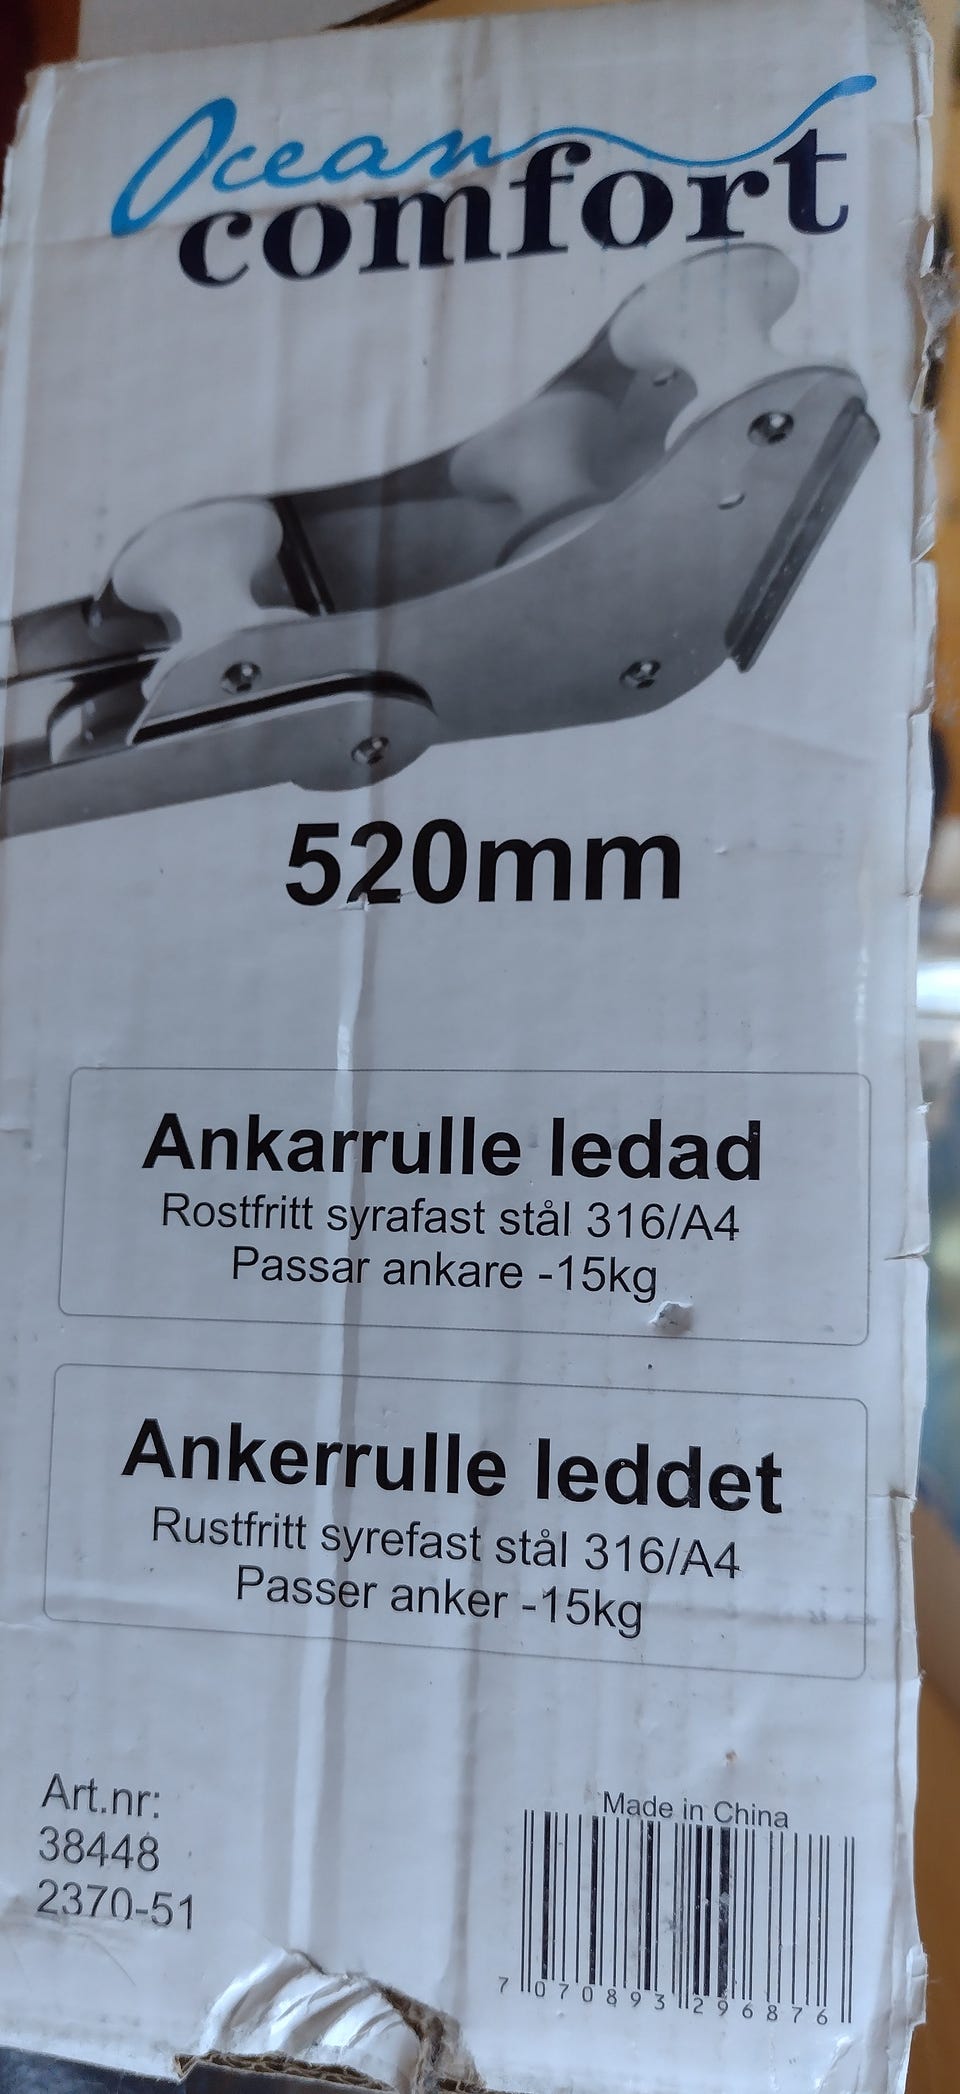 Ocean
comfort
520mm
Ankarrulle ledad
Rostfritt syrafast stål 316/A4
Passar ankare -15kg
Ankerrulle leddet
Rustfritt syrefast stål 316/A4
Passer anker -15kg
Art.nr:
38448
2370-51
Made in China
7 070893 296876